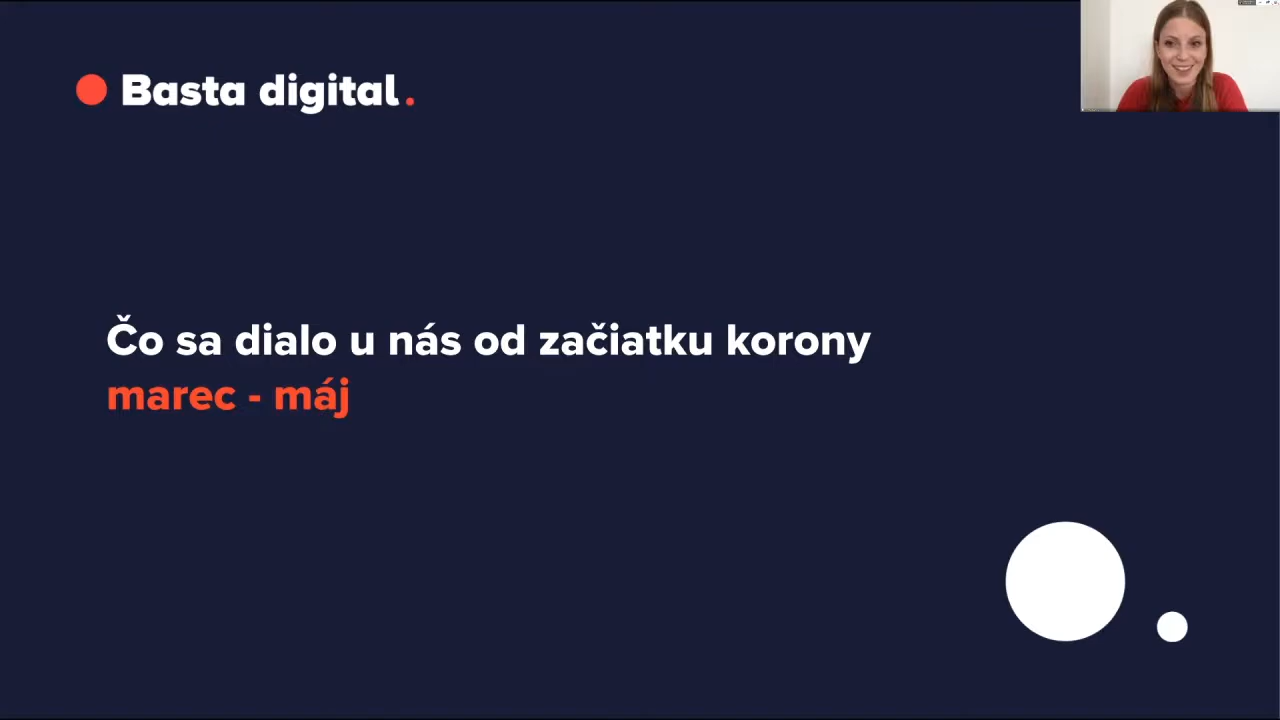 Basta digital.
Čo sa dialo u nás od začiatku korony
marec - máj